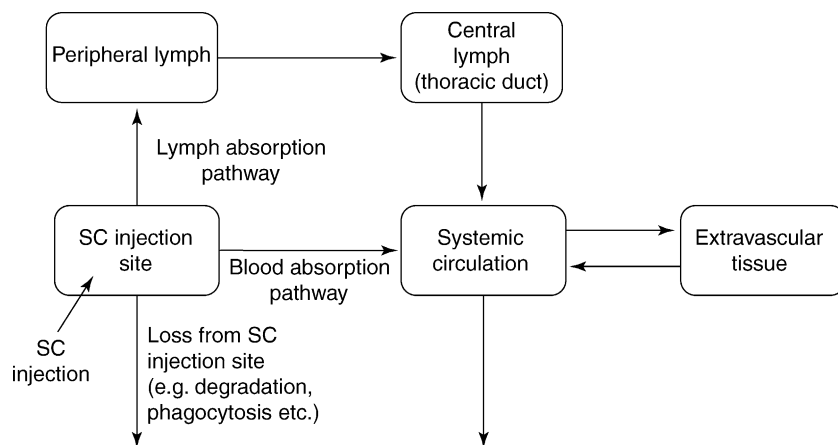 Peripheral lymph
Central
lymph
(thoracic duct)
Lymph absorption
pathway
SC injection
site
Blood absorption
pathway
Systemic
circulation
Extravascular
tissue
SC
injection
Loss from SC
injection site
(e.g. degradation,
phagocytosis etc.)